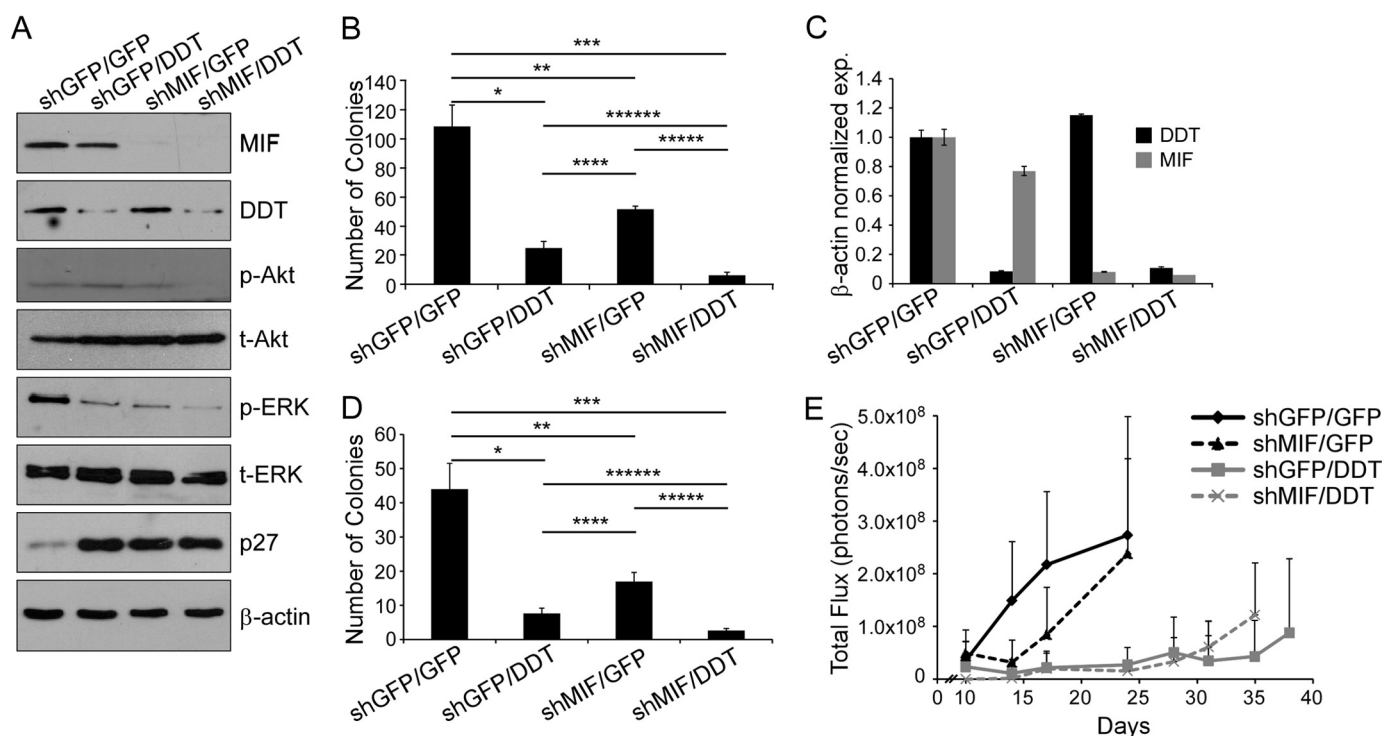 A
shGFP/GFP
shGFP/DDT
shMIF/GFP
shMIF/DDT
MIF
DDT
p-Akt
t-Akt
p-ERK
t-ERK
p27
β-actin
B
Number of Colonies
140
120
100
80
60
40
20
0
***
**
*
******
*****
****
shGFP/GFP
shGFP/DDT
shMIF/GFP
shMIF/DDT
C
β-actin normalized exp.
1.4
1.2
1.0
0.8
0.6
0.4
0.2
0
DDT
MIF
shGFP/GFP
shGFP/DDT
shMIF/GFP
shMIF/DDT
D
Number of Colonies
60
50
40
30
20
10
0
***
**
*
******
*****
****
shGFP/GFP
shGFP/DDT
shMIF/GFP
shMIF/DDT
E
Total Flux (photons/sec)
5.0x10⁸
4.0x10⁸
3.0x10⁸
2.0x10⁸
1.0x10⁸
0
0 10 15 20 25 30 35 40
Days
shGFP/GFP
shMIF/GFP
shGFP/DDT
shMIF/DDT